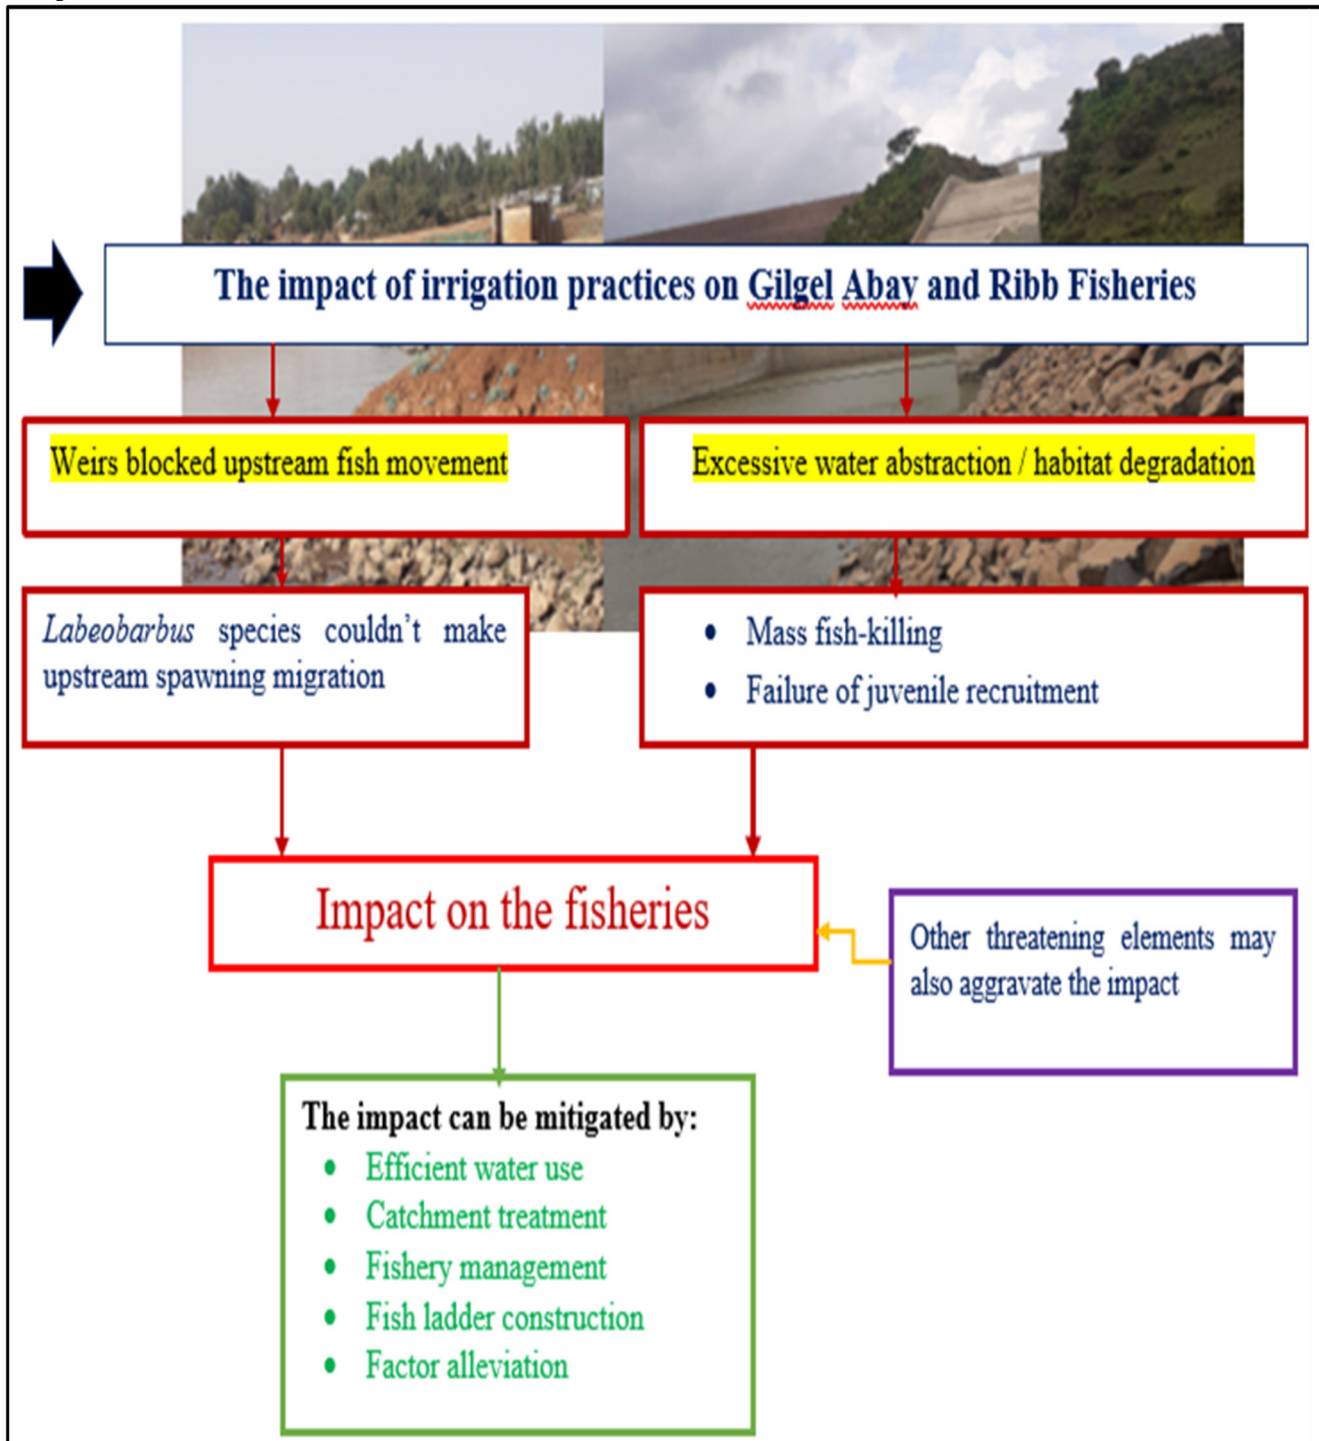 The impact of irrigation practices on Gilgel Abay and Ribb Fisheries
Weirs blocked upstream fish movement
Excessive water abstraction / habitat degradation
Labeobarbus species couldn’t make
upstream spawning migration
• Mass fish-killing
• Failure of juvenile recruitment
Impact on the fisheries
Other threatening elements may
also aggravate the impact
The impact can be mitigated by:
• Efficient water use
• Catchment treatment
• Fishery management
• Fish ladder construction
• Factor alleviation